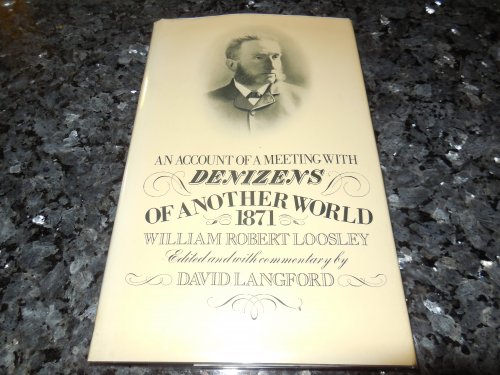 AN ACCOUNT OF A MEETING WITH
DENIZENS
OF ANOTHER WORLD
1871
WILLIAM ROBERT LOOSLEY
Edited and with commentary by
DAVID LANGFORD